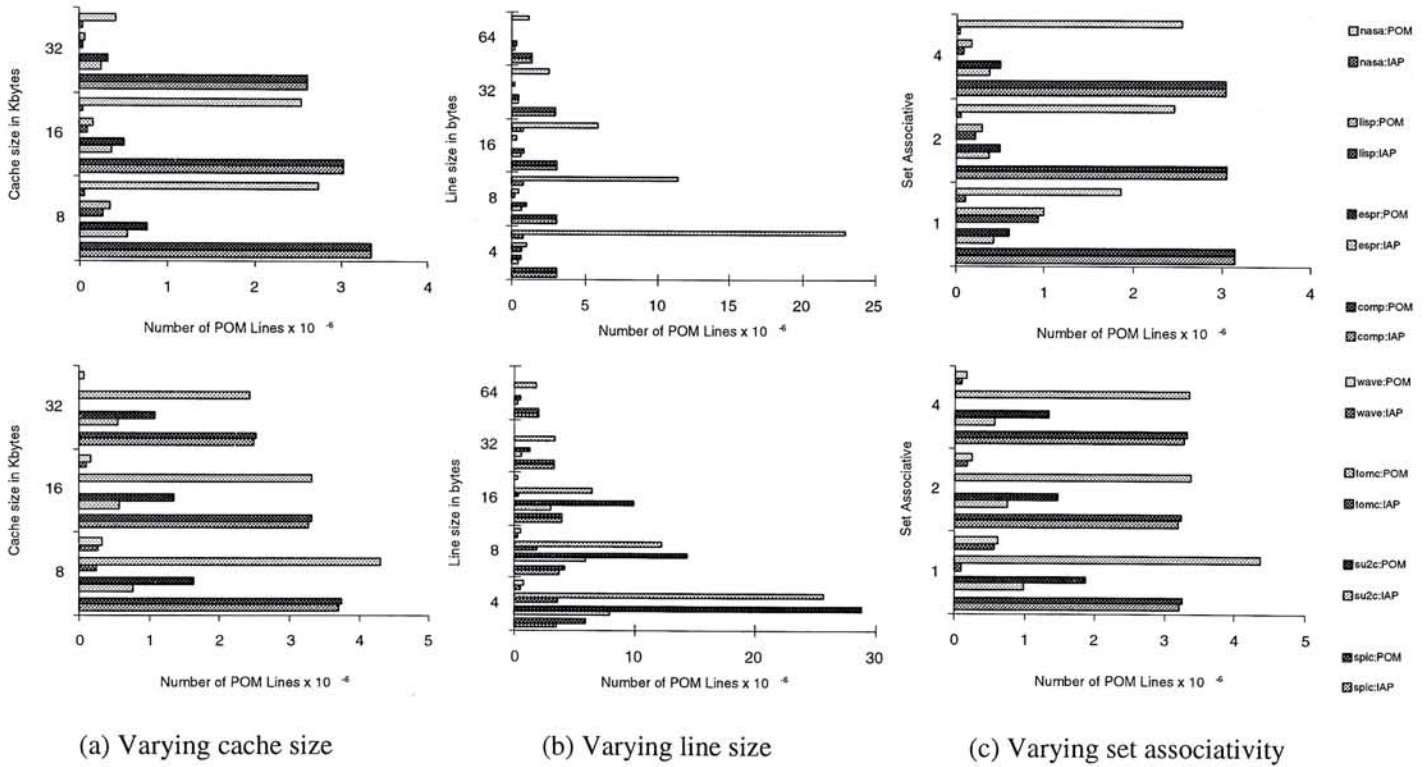 Cache size in Kbytes
32
16
8
0
1
2
3
4
Number of POM Lines x 10 -6
Line size in bytes
64
32
16
8
4
0
5
10
15
20
25
Number of POM Lines x 10 -6
Set Associative
4
2
1
0
1
2
3
4
Number of POM Lines x 10 -6
nasa:POM
nasa:IAP
lisp:POM
lisp:IAP
espr:POM
espr:IAP
comp:POM
comp:IAP
Cache size in Kbytes
32
16
8
0
1
2
3
4
5
Number of POM Lines x 10 -6
Line size in bytes
64
32
16
8
4
0
10
20
30
Number of POM Lines x 10 -6
Set Associative
4
2
1
0
1
2
3
4
5
Number of POM Lines x 10 -6
wave:POM
wave:IAP
tomc:POM
tomc:IAP
su2c:POM
su2c:IAP
spic:POM
spic:IAP
(a) Varying cache size
(b) Varying line size
(c) Varying set associativity